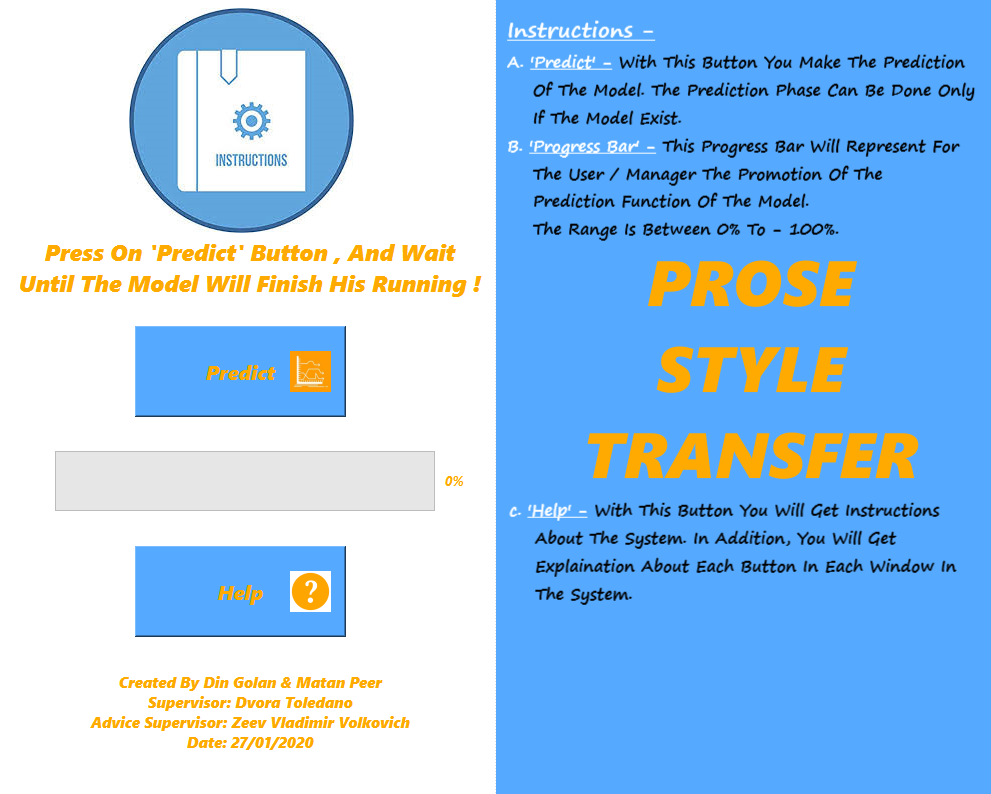 INSTRUCTIONS
Press On 'Predict' Button , And Wait
Until The Model Will Finish His Running !
Predict
0%
Help
?
Created By Din Golan & Matan Peer
Supervisor: Dvora Toledano
Advice Supervisor: Zeev Vladimir Volkovich
Date: 27/01/2020
Instructions -
A. 'Predict' - With This Button You Make The Prediction
Of The Model. The Prediction Phase Can Be Done Only
If The Model Exist.
B. 'Progress Bar' - This Progress Bar Will Represent For
The User / Manager The Promotion Of The
Prediction Function Of The Model.
The Range Is Between 0% To - 100%.
PROSE
STYLE
TRANSFER
c. 'Help' - With This Button You Will Get Instructions
About The System. In Addition, You Will Get
Explaination About Each Button In Each Window In
The System.